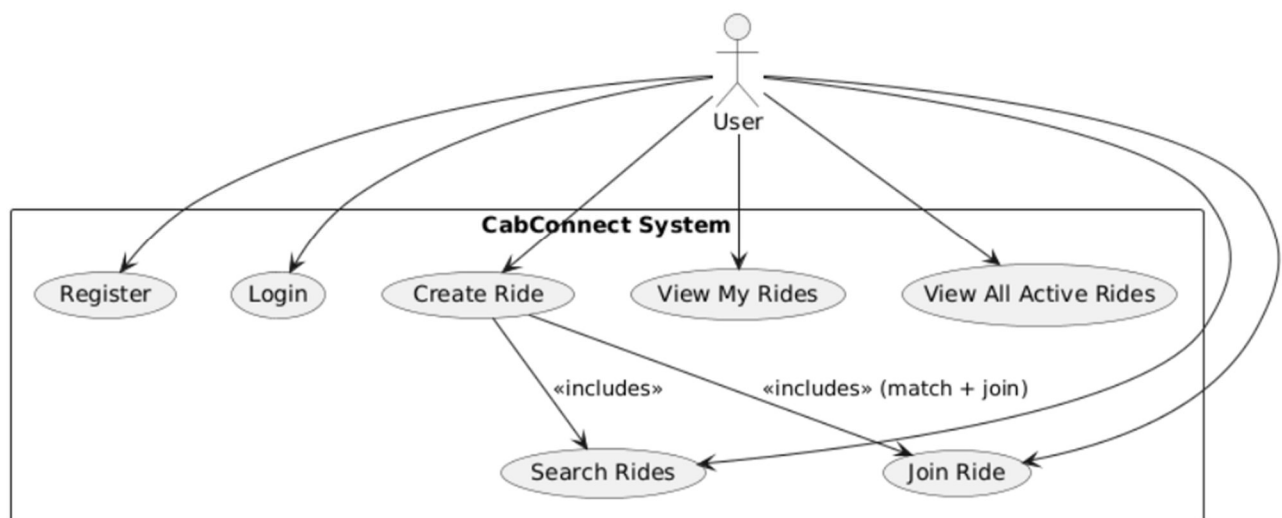 User
CabConnect System
Register
Login
Create Ride
View My Rides
View All Active Rides
«includes»
«includes» (match + join)
Search Rides
Join Ride